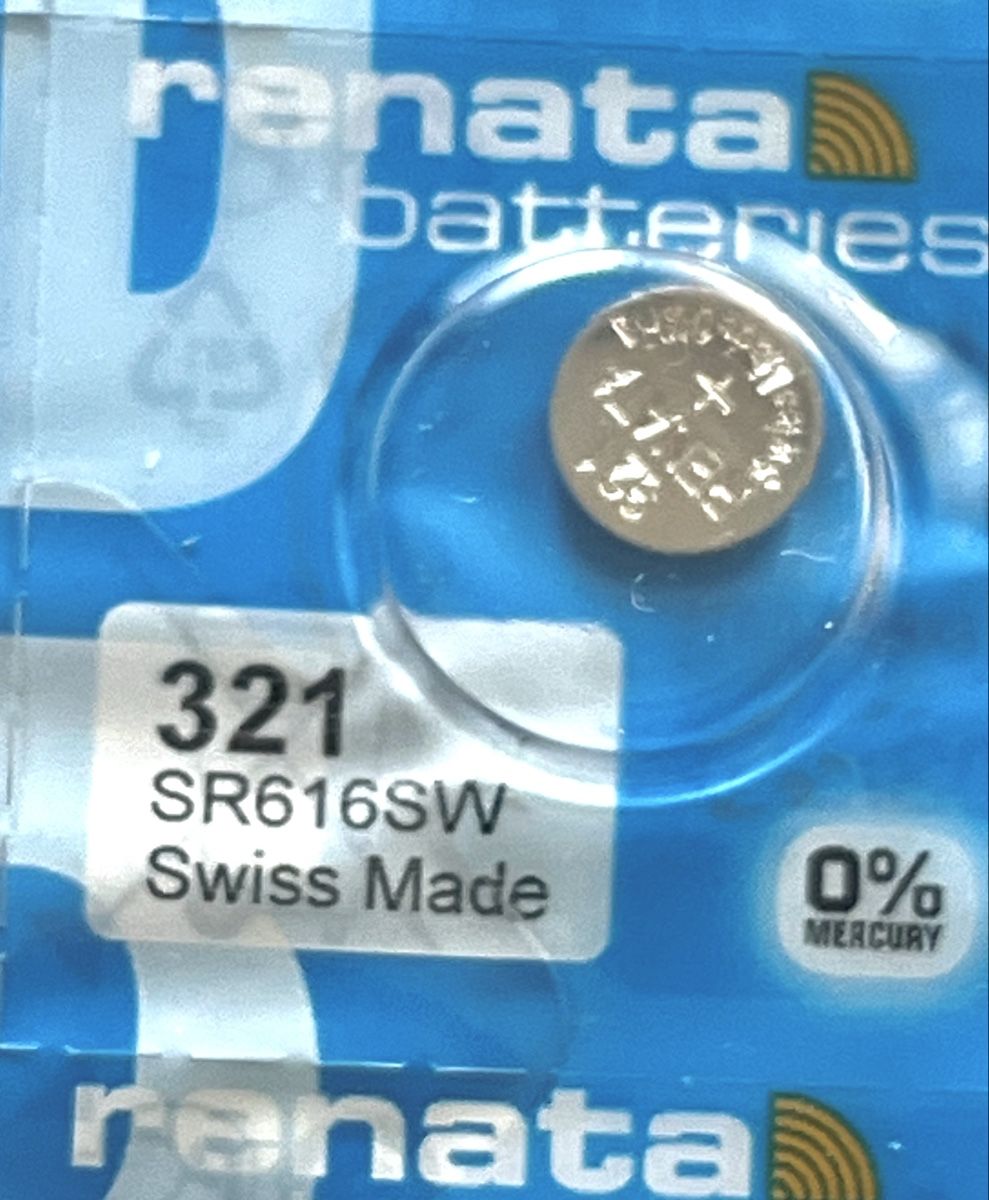 renata
batteries
+
321
SR616SW
Swiss Made
0%
MERCURY
renata